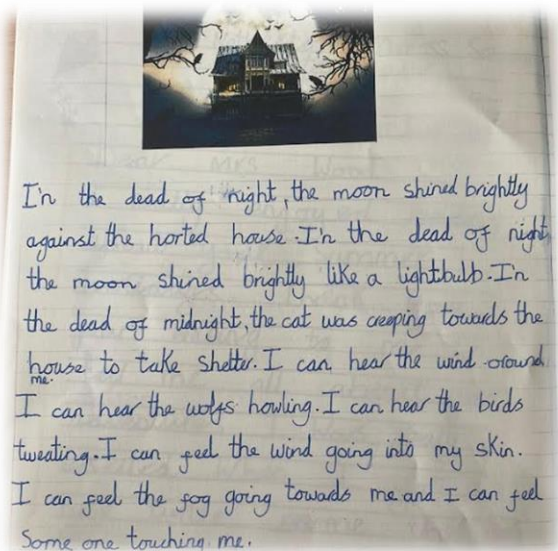 I'n the dead of night, the moon shined brightly
against the horted house. I'n the dead of night
the moon shined brightly like a lightbulb. I'n
the dead of midnight, the cat was creeping towards the
house to take shelter. I can hear the wind oround
me.
I can hear the wolfs howling. I can hear the birds
tweating. I can feel the wind going into my skin.
I can feel the fog going towards me and I can feel
Some one touching me.